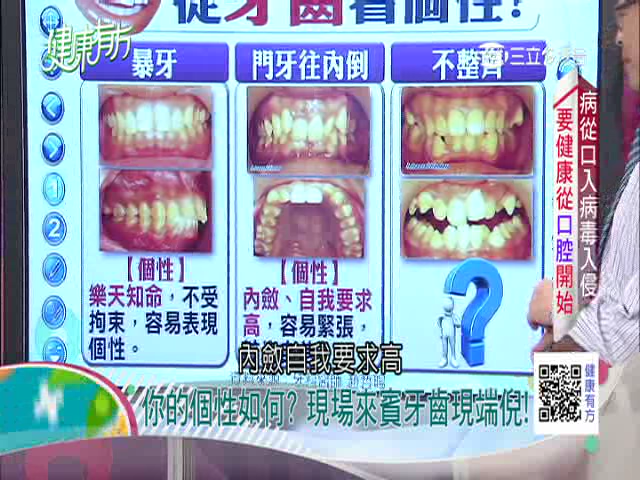 從牙齒看個性?
健康有方
三立
暴牙
門牙往內倒
不整齊
1
2
【個性】
樂天知命，不受
拘束，容易表現
個性。
【個性】
內斂、自我要求
高，容易緊張，
?
內斂自我要求高
你的個性如何?現場來賓牙齒現端倪!
病從口入病毒入侵
要健康從口腔開始
健康有方